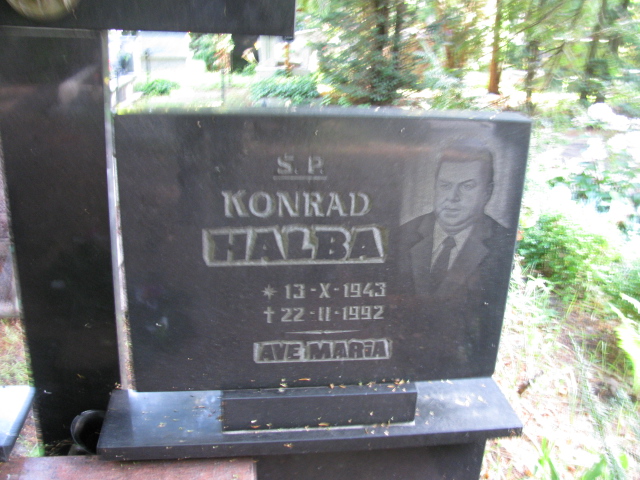 Ś. P.
KONRAD
HALBA
* 13-X-1943
† 22-II-1992
AVE MARIA